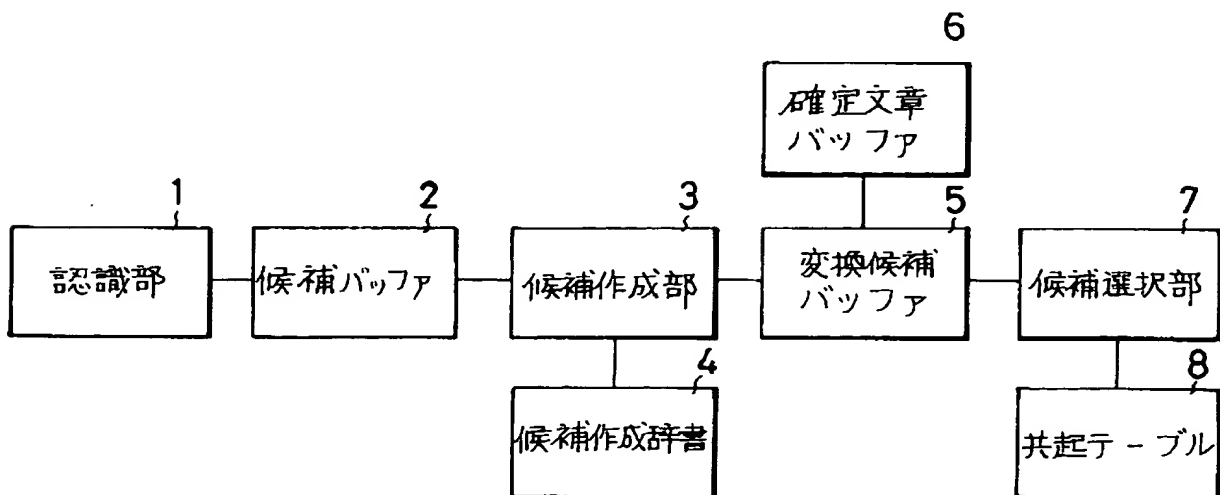 6
確定文章
バッファ
1
認識部
2
候補バッファ
3
候補作成部
5
変換候補
バッファ
7
候補選択部
4
候補作成辞書
8
共起テーブル